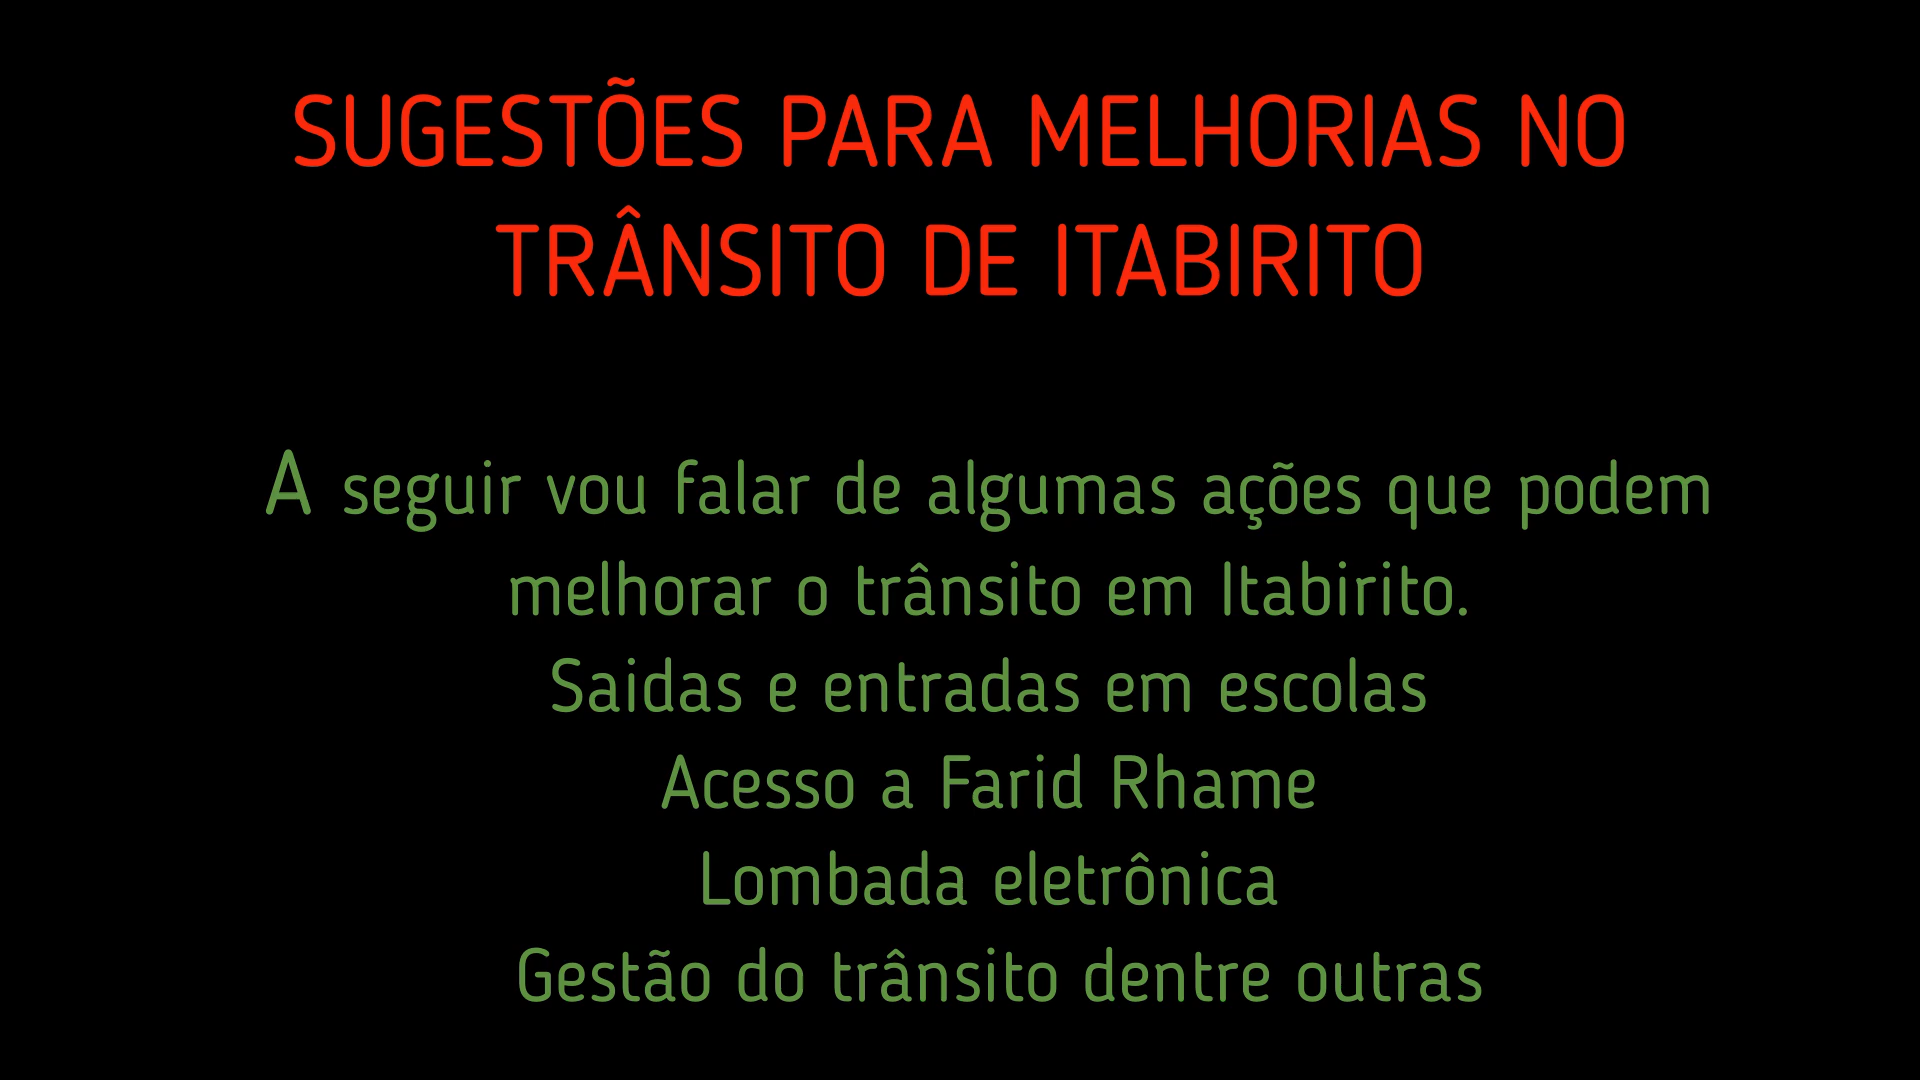 SUGESTÕES PARA MELHORIAS NO
TRÂNSITO DE ITABIRITO
A seguir vou falar de algumas ações que podem
melhorar o trânsito em Itabirito.
Saidas e entradas em escolas
Acesso a Farid Rhame
Lombada eletrônica
Gestão do trânsito dentre outras